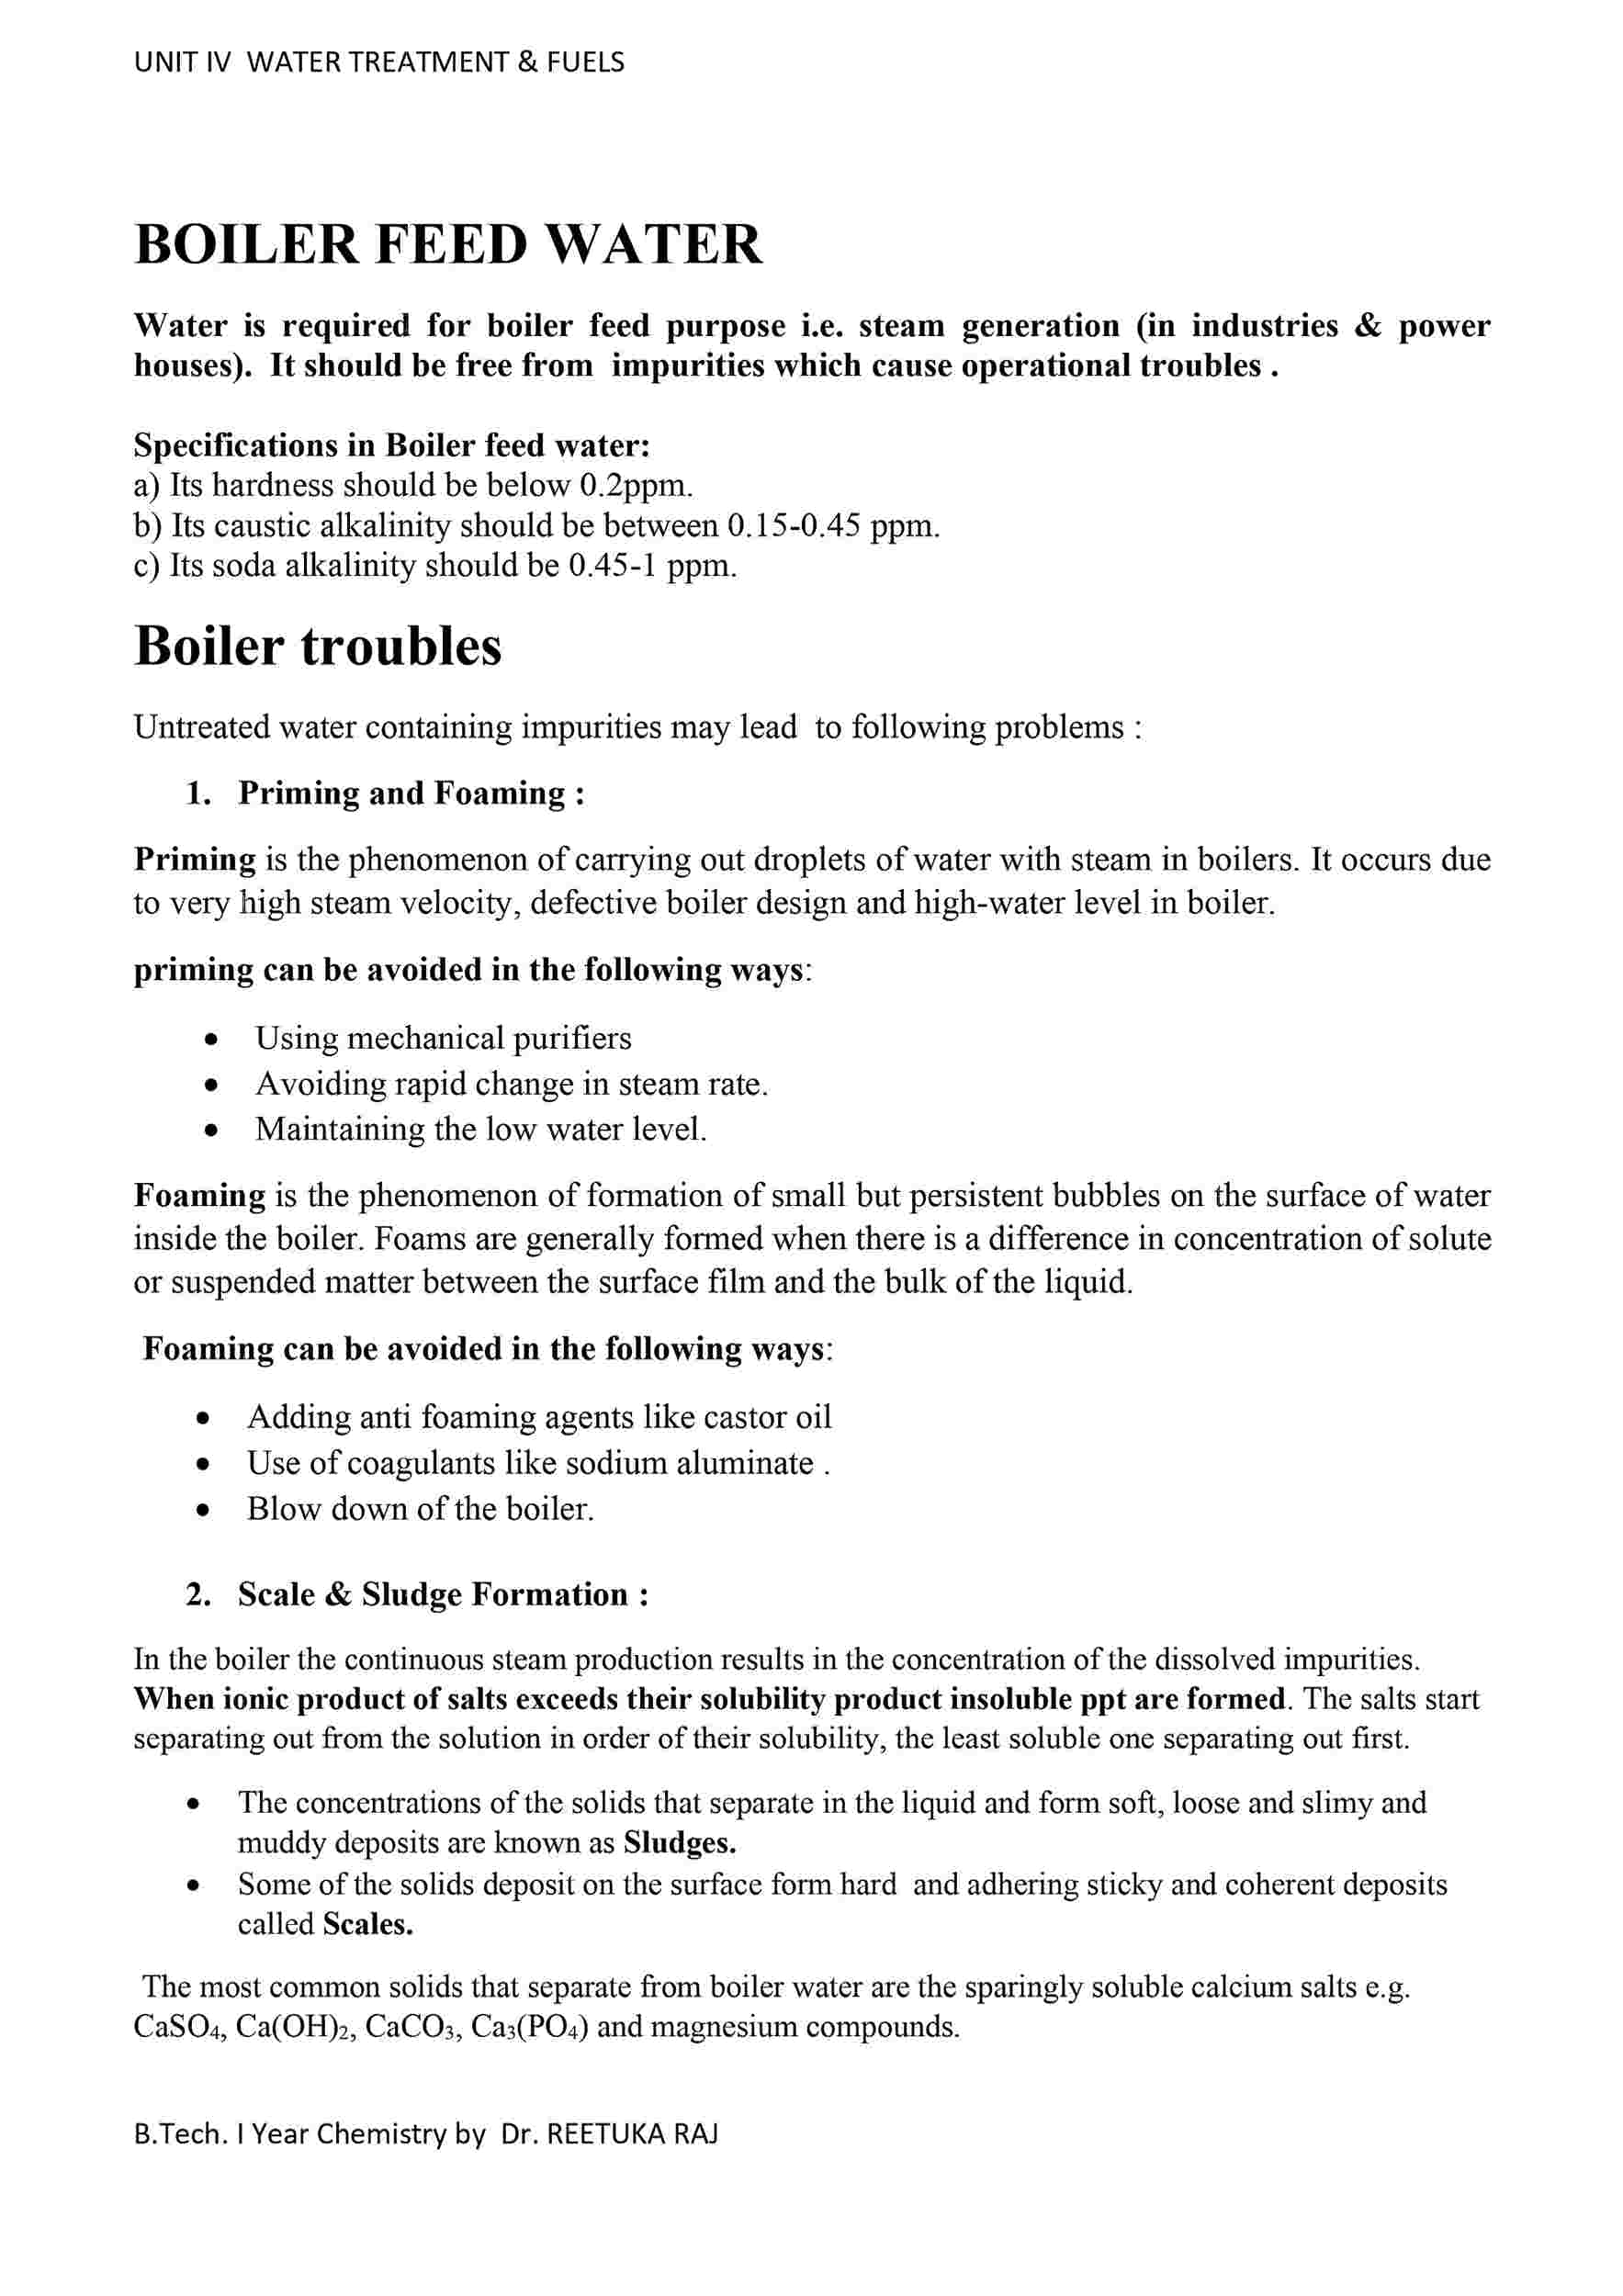 UNIT IV  WATER TREATMENT & FUELS
BOILER FEED WATER
Water is required for boiler feed purpose i.e. steam generation (in industries & power
houses).  It should be free from  impurities which cause operational troubles .
Specifications in Boiler feed water:
a) Its hardness should be below 0.2ppm.
b) Its caustic alkalinity should be between 0.15-0.45 ppm.
c) Its soda alkalinity should be 0.45-1 ppm.
Boiler troubles
Untreated water containing impurities may lead  to following problems :
1. Priming and Foaming :
Priming is the phenomenon of carrying out droplets of water with steam in boilers. It occurs due
to very high steam velocity, defective boiler design and high-water level in boiler.
priming can be avoided in the following ways:
• Using mechanical purifiers
• Avoiding rapid change in steam rate.
• Maintaining the low water level.
Foaming is the phenomenon of formation of small but persistent bubbles on the surface of water
inside the boiler. Foams are generally formed when there is a difference in concentration of solute
or suspended matter between the surface film and the bulk of the liquid.
Foaming can be avoided in the following ways:
• Adding anti foaming agents like castor oil
• Use of coagulants like sodium aluminate .
• Blow down of the boiler.
2. Scale & Sludge Formation :
In the boiler the continuous steam production results in the concentration of the dissolved impurities.
When ionic product of salts exceeds their solubility product insoluble ppt are formed. The salts start
separating out from the solution in order of their solubility, the least soluble one separating out first.
• The concentrations of the solids that separate in the liquid and form soft, loose and slimy and
muddy deposits are known as Sludges.
• Some of the solids deposit on the surface form hard  and adhering sticky and coherent deposits
called Scales.
The most common solids that separate from boiler water are the sparingly soluble calcium salts e.g.
CaSO₄, Ca(OH)₂, CaCO₃, Ca₃(PO₄) and magnesium compounds.
B.Tech. I Year Chemistry by  Dr. REETUKA RAJ